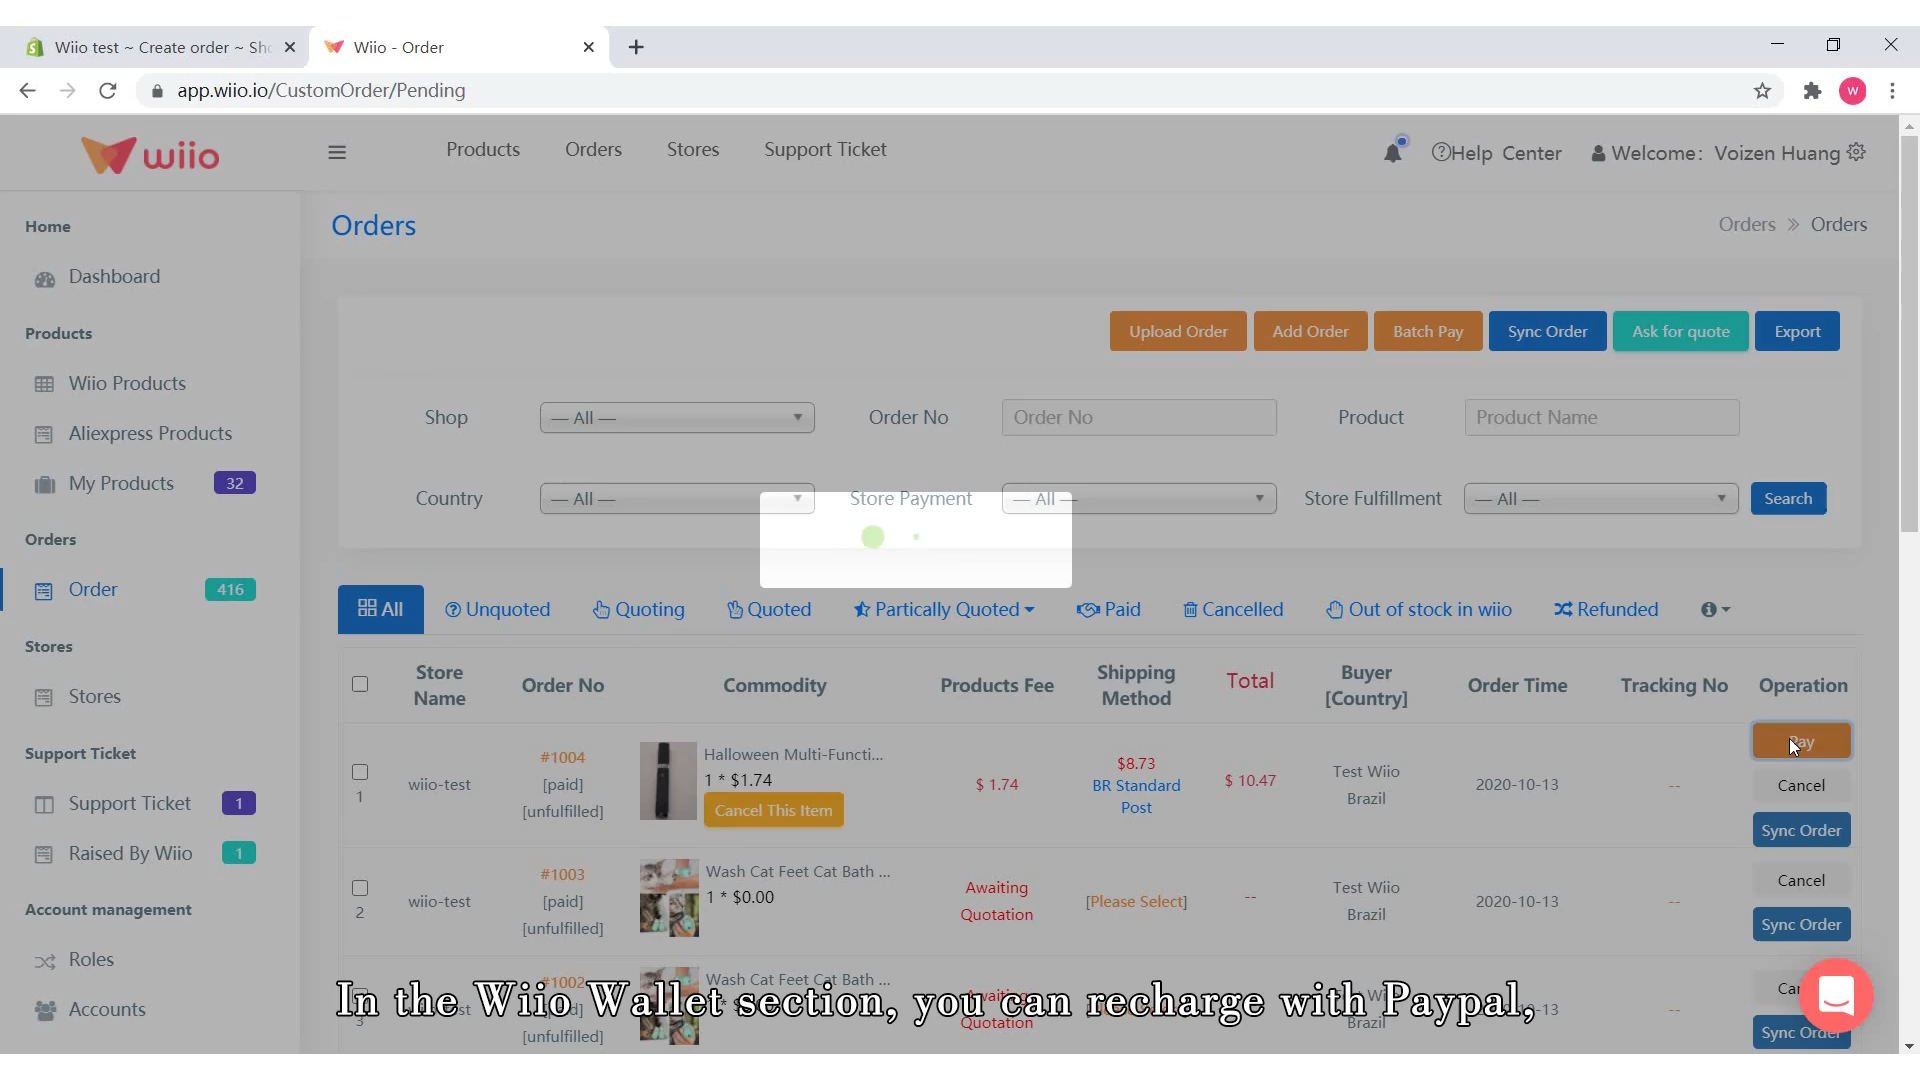 Wiio test ~ Create order ~ Sh
Wiio - Order
app.wiio.io/CustomOrder/Pending
W
wiio
Products
Orders
Stores
Support Ticket
Help Center
Welcome: Voizen Huang
Home
Dashboard
Products
Wiio Products
Aliexpress Products
My Products
32
Orders
Order
416
Stores
Stores
Support Ticket
Support Ticket
1
Raised By Wiio
1
Account management
Roles
Accounts
Orders
Orders » Orders
Upload Order
Add Order
Batch Pay
Sync Order
Ask for quote
Export
Shop
— All —
Order No
Order No
Product
Product Name
Country
— All —
Store Payment
— All —
Store Fulfillment
— All —
Search
All
Unquoted
Quoting
Quoted
Partically Quoted
Paid
Cancelled
Out of stock in wiio
Refunded
Store Name
Order No
Commodity
Products Fee
Shipping Method
Total
Buyer [Country]
Order Time
Tracking No
Operation
1
wiio-test
#1004
[paid]
[unfulfilled]
Halloween Multi-Functi...
1 * $1.74
Cancel This Item
$ 1.74
$8.73
BR Standard
Post
$ 10.47
Test Wiio
Brazil
2020-10-13
--
Pay
Cancel
Sync Order
2
wiio-test
#1003
[paid]
[unfulfilled]
Wash Cat Feet Cat Bath ...
1 * $0.00
Awaiting
Quotation
[Please Select]
--
Test Wiio
Brazil
2020-10-13
--
Cancel
Sync Order
3
#1002
[unfulfilled]
Wash Cat Feet Cat Bath ...
Awaiting
Quotation
Brazil
Sync Order
In the Wiio Wallet section, you can recharge with Paypal,